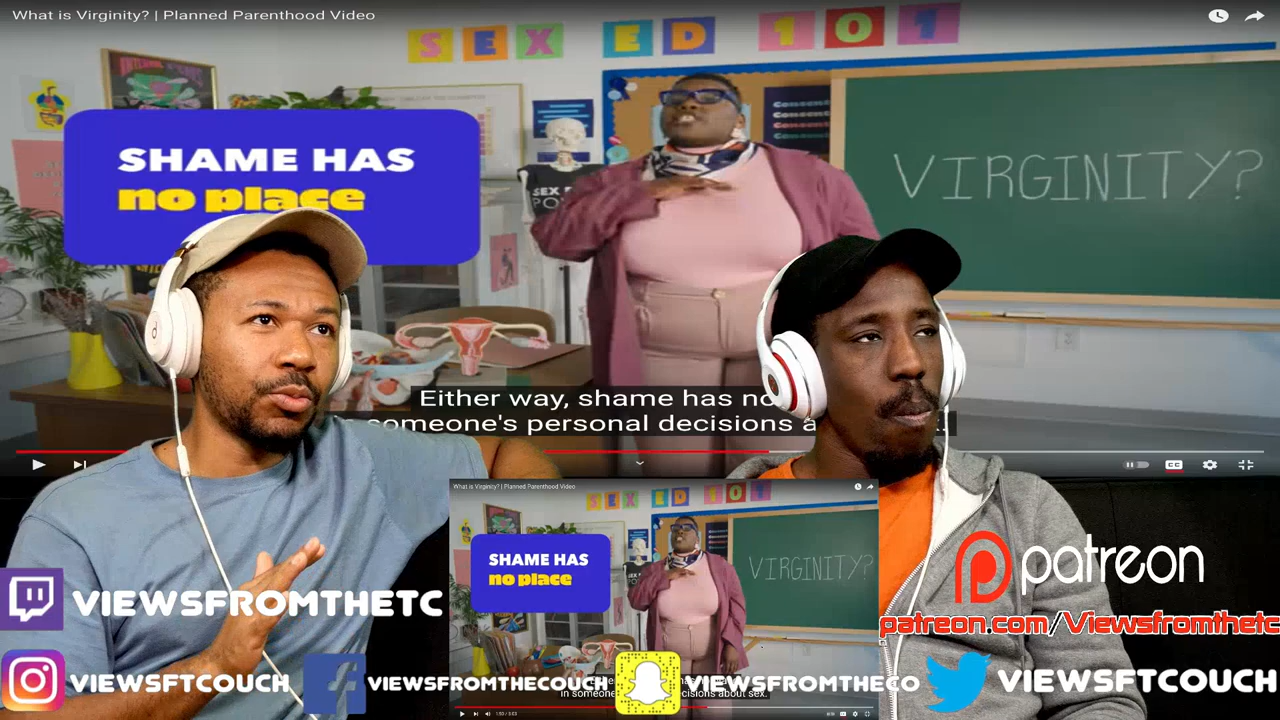 What is Virginity? | Planned Parenthood Video
SEX ED 101
SHAME HAS
no place
SEX
VIRGINITY?
Either way, shame has no
someone's personal decisions a
What is Virginity? | Planned Parenthood Video
SEX ED 101
SHAME HAS
no place
VIRGINITY?
in someone
cisions about sex.
patreon
patreon.com/Viewsfromthetc
VIEWSFROMTHETC
VIEWSFTCOUCH
VIEWSFROMTHECOUCH
VIEWSFROMTHECO
VIEWSFTCOUCH